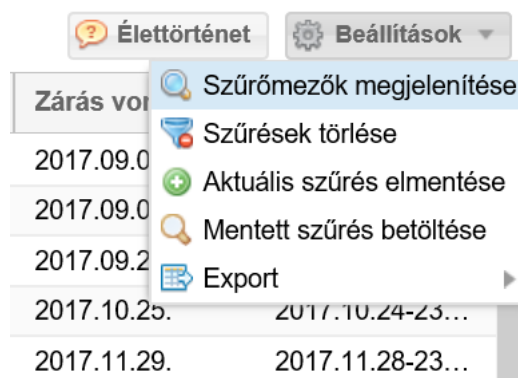 Élettörténet Beállítások
Zárás
Szűrőmezők megjelenítése
Szűrések törlése
Aktuális szűrés elmentése
Mentett szűrés betöltése
Export
2017.09.0
2017.09.0
2017.09.2
2017.10.25. 2017.10.24-23...
2017.11.29. 2017.11.28-23...